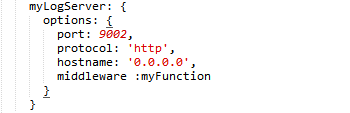 myLogServer: {
options: {
port: 9002,
protocol: 'http',
hostname: '0.0.0.0',
middleware :myFunction
}
}